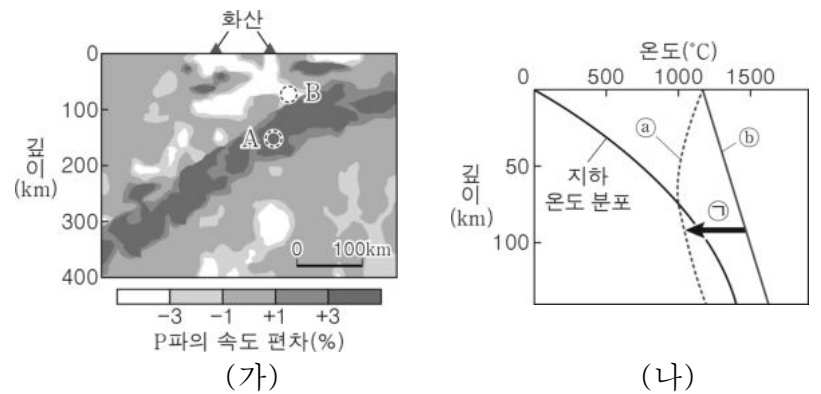 화산
0
100
200
300
400
깊이
(km)
A
B
0 100km
-3 -1 +1 +3
P파의 속도 편차(%)
(가)
온도(°C)
0 500 1000 1500
50
100
깊이
(km)
지하
온도 분포
ⓐ
ⓑ
㉠
(나)